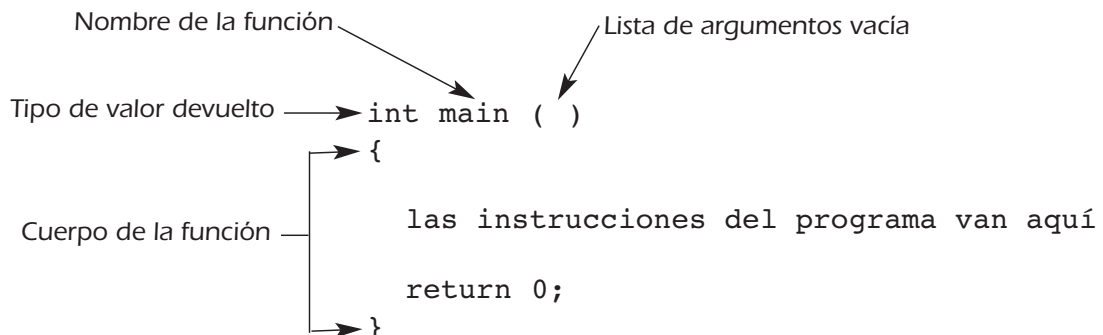 Nombre de la función
Lista de argumentos vacía
Tipo de valor devuelto
int main ( )
{
Cuerpo de la función
las instrucciones del programa van aquí
return 0;
}